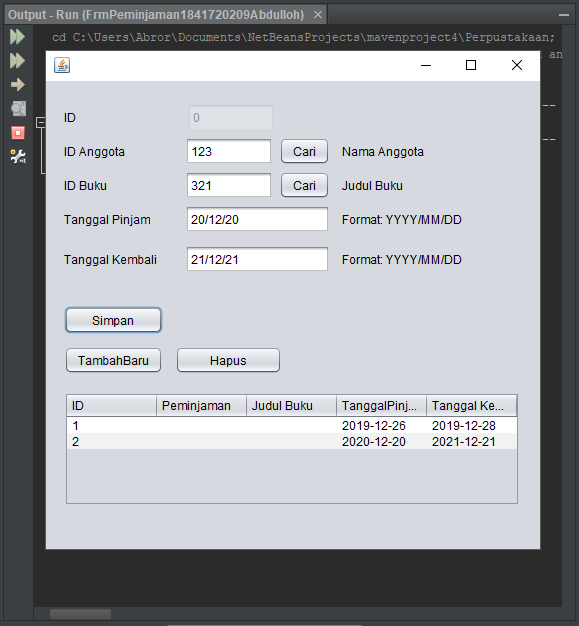 Output - Run (FrmPeminjaman1841720209Abdulloh) ×
cd C:\Users\Abror\Documents\NetBeansProjects\mavenproject4\Perpustakaan;
an
ID 0
ID Anggota 123 Cari Nama Anggota
ID Buku 321 Cari Judul Buku
Tanggal Pinjam 20/12/20 Format: YYYY/MM/DD
Tanggal Kembali 21/12/21 Format: YYYY/MM/DD
Simpan
TambahBaru Hapus
ID Peminjaman Judul Buku TanggalPinj... Tanggal Ke...
1 2019-12-26 2019-12-28
2 2020-12-20 2021-12-21